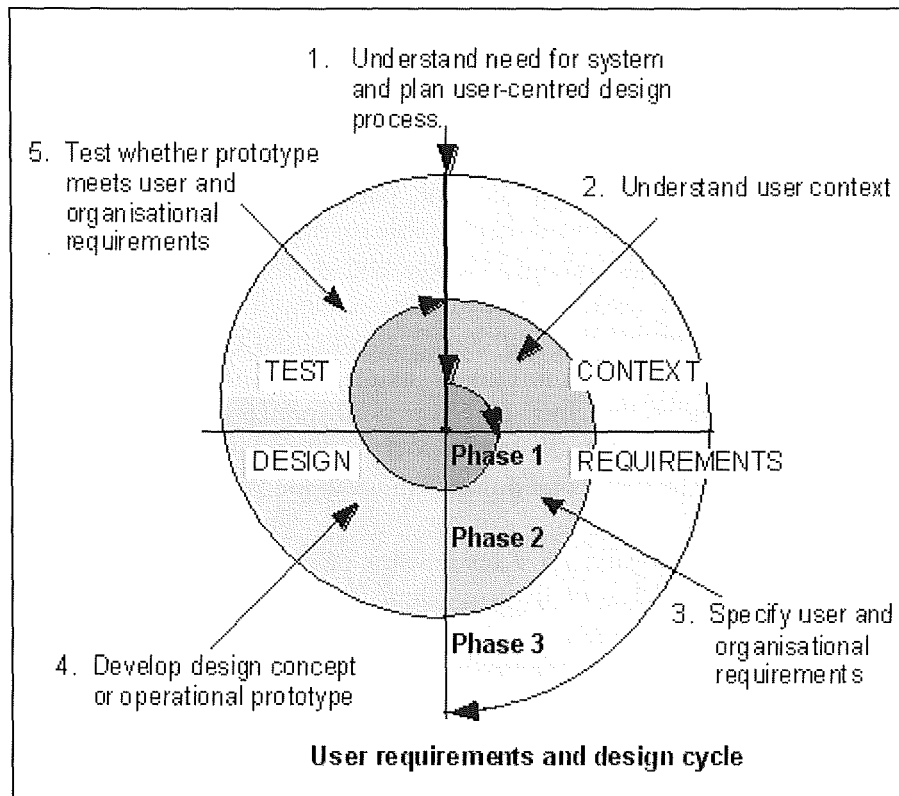 1. Understand need for system
and plan user-centred design
process.
5. Test whether prototype
meets user and
organisational
requirements
2. Understand user context
TEST
CONTEXT
DESIGN
Phase 1
REQUIREMENTS
Phase 2
Phase 3
3. Specify user and
organisational
requirements
4. Develop design concept
or operational prototype
User requirements and design cycle